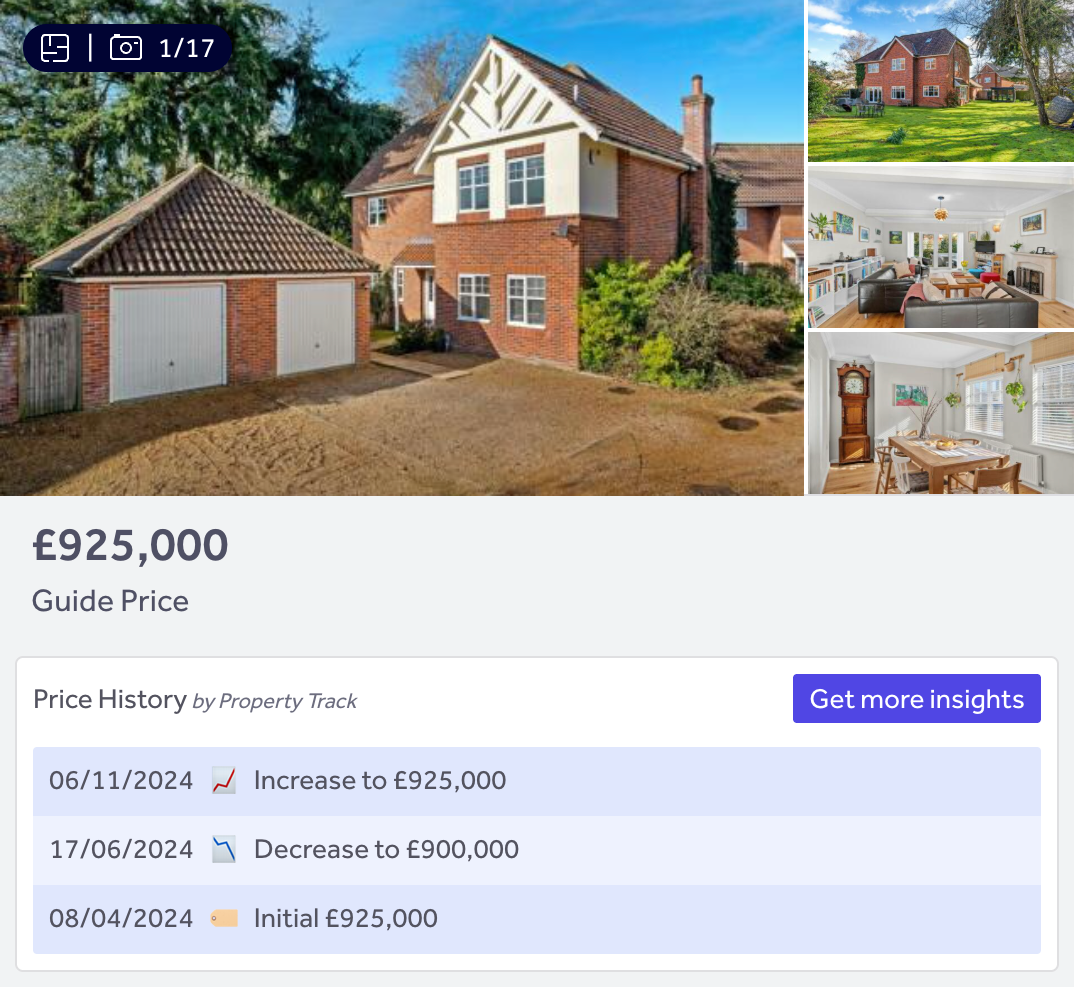 1/17
£925,000
Guide Price
Price History by Property Track
Get more insights
06/11/2024 Increase to £925,000
17/06/2024 Decrease to £900,000
08/04/2024 Initial £925,000